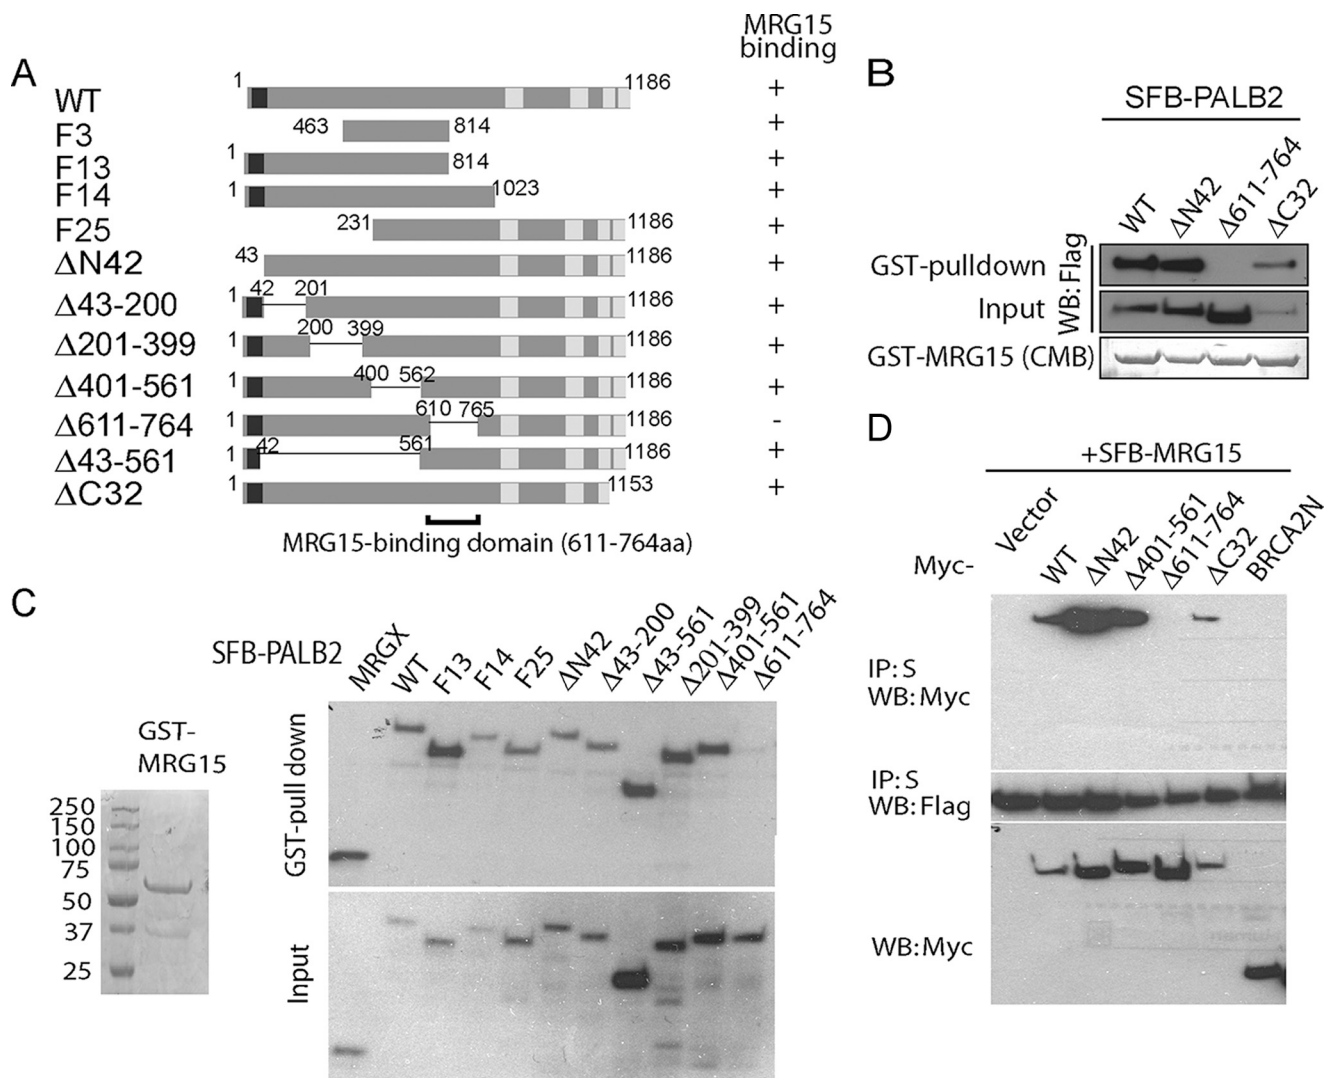 A
MRG15
binding
WT 1 1186 +
F3 463 814 +
F13 1 814 +
F14 1 1023 +
F25 231 1186 +
ΔN42 43 1186 +
Δ43-200 1 42 201 1186 +
Δ201-399 1 200 399 1186 +
Δ401-561 1 400 562 1186 +
Δ611-764 1 610 765 1186 -
Δ43-561 1 42 561 1186 +
ΔC32 1 1153 +
MRG15-binding domain (611-764aa)
B
SFB-PALB2
WT ΔN42 Δ611-764 ΔC32
GST-pulldown
Input
WB: Flag
GST-MRG15 (CMB)
C
SFB-PALB2
MRGX WT F13 F14 F25 ΔN42 Δ43-200 Δ43-561 Δ201-399 Δ401-561 Δ611-764
GST-
MRG15
250
150
100
75
50
37
25
GST-pull down
Input
D
+SFB-MRG15
Myc-
Vector WT ΔN42 Δ401-561 Δ611-764 ΔC32 BRCA2N
IP: S
WB: Myc
IP: S
WB: Flag
WB: Myc